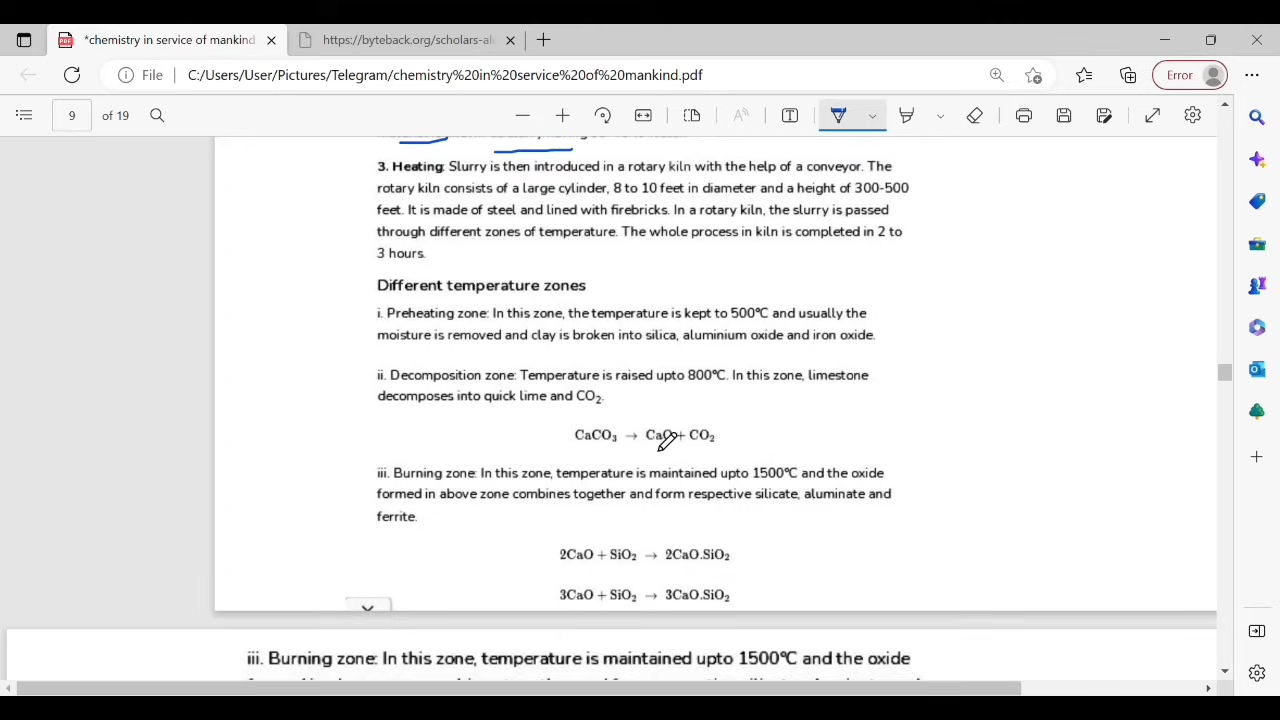 *chemistry in service of mankind
https://byteback.org/scholars-al
File
C:/Users/User/Pictures/Telegram/chemistry%20in%20service%20of%20mankind.pdf
Error
9 of 19
3. Heating: Slurry is then introduced in a rotary kiln with the help of a conveyor. The
rotary kiln consists of a large cylinder, 8 to 10 feet in diameter and a height of 300-500
feet. It is made of steel and lined with firebricks. In a rotary kiln, the slurry is passed
through different zones of temperature. The whole process in kiln is completed in 2 to
3 hours.
Different temperature zones
i. Preheating zone: In this zone, the temperature is kept to 500°C and usually the
moisture is removed and clay is broken into silica, aluminium oxide and iron oxide.
ii. Decomposition zone: Temperature is raised upto 800°C. In this zone, limestone
decomposes into quick lime and CO₂.
CaCO₃ → CaO + CO₂
iii. Burning zone: In this zone, temperature is maintained upto 1500°C and the oxide
formed in above zone combines together and form respective silicate, aluminate and
ferrite.
2CaO + SiO₂ → 2CaO.SiO₂
3CaO + SiO₂ → 3CaO.SiO₂
iii. Burning zone: In this zone, temperature is maintained upto 1500°C and the oxide